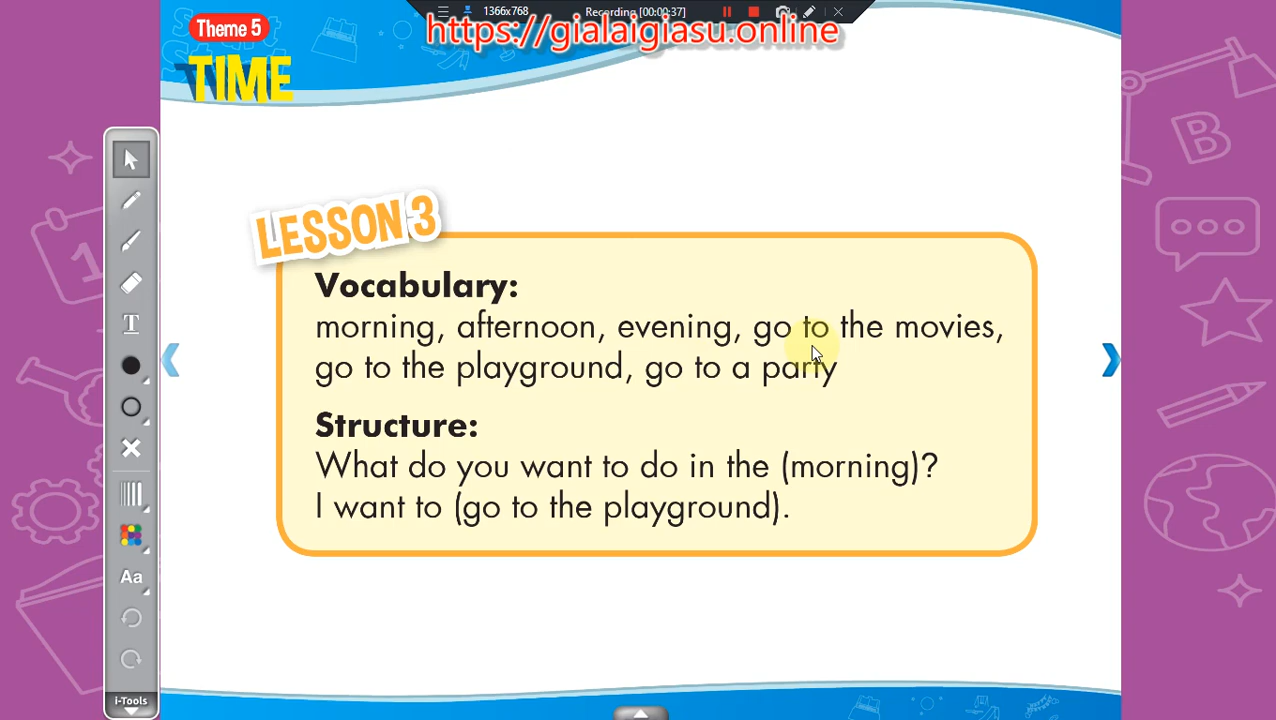 1366x768
Recording [00:00:37]
Theme 5
https://gialaigiasu.online
TIME
LESSON 3
Vocabulary:
morning, afternoon, evening, go to the movies,
go to the playground, go to a party
Structure:
What do you want to do in the (morning)?
I want to (go to the playground).
T
Aa
i-Tools
1
B